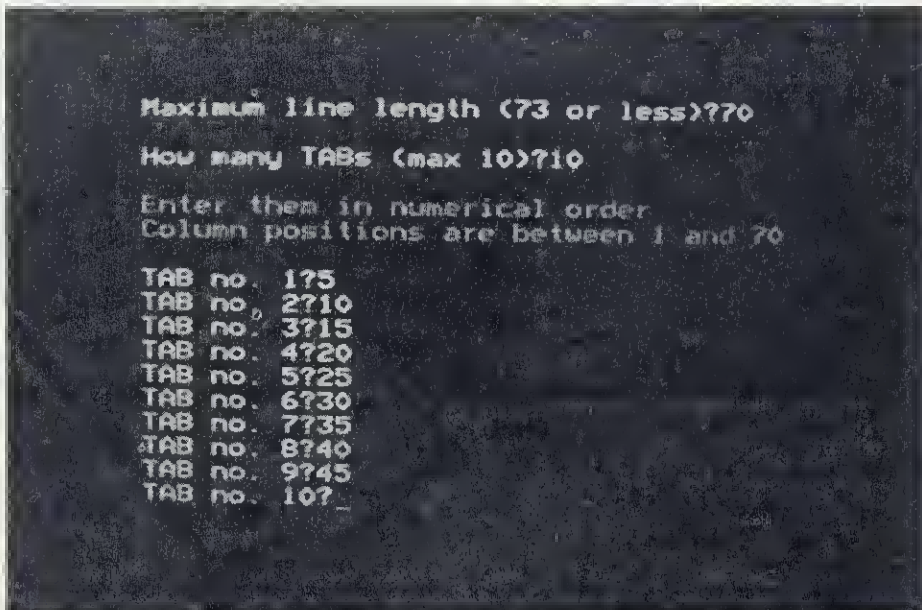 Maximum line length (73 or less)?70
How many TABs (max 10)?10
Enter them in numerical order
Column positions are between 1 and 70
TAB no. 1?5
TAB no. 2?10
TAB no. 3?15
TAB no. 4?20
TAB no. 5?25
TAB no. 6?30
TAB no. 7?35
TAB no. 8?40
TAB no. 9?45
TAB no. 10?_